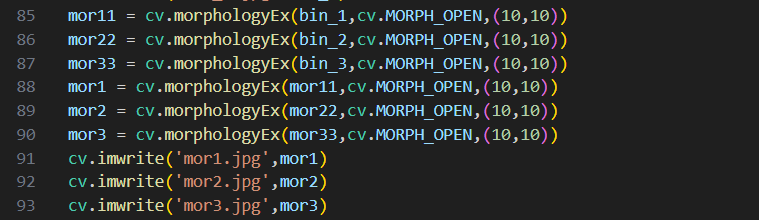 85 mor11 = cv.morphologyEx(bin_1,cv.MORPH_OPEN,(10,10))
86 mor22 = cv.morphologyEx(bin_2,cv.MORPH_OPEN,(10,10))
87 mor33 = cv.morphologyEx(bin_3,cv.MORPH_OPEN,(10,10))
88 mor1 = cv.morphologyEx(mor11,cv.MORPH_OPEN,(10,10))
89 mor2 = cv.morphologyEx(mor22,cv.MORPH_OPEN,(10,10))
90 mor3 = cv.morphologyEx(mor33,cv.MORPH_OPEN,(10,10))
91 cv.imwrite('mor1.jpg',mor1)
92 cv.imwrite('mor2.jpg',mor2)
93 cv.imwrite('mor3.jpg',mor3)